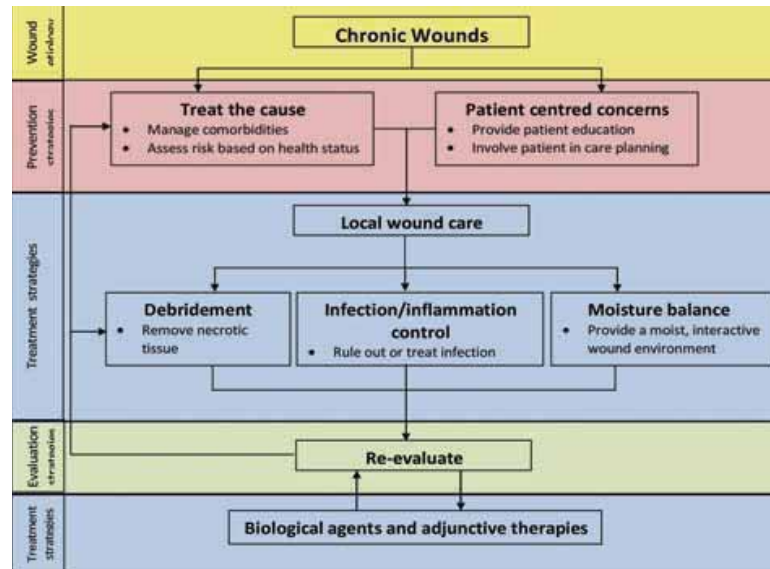 Wound
Chronic Wounds
Prevention
Treat the cause
• Manage comorbidities
• Assess risk based on health status
Patient centred concerns
• Provide patient education
• Involve patient in care planning
Treatment strategies
Local wound care
Debridement
• Remove necrotic
tissue
Infection/inflammation
control
• Rule out or treat infection
Moisture balance
• Provide a moist, interactive
wound environment
Evaluation
Re-evaluate
Treatment
strategies
Biological agents and adjunctive therapies